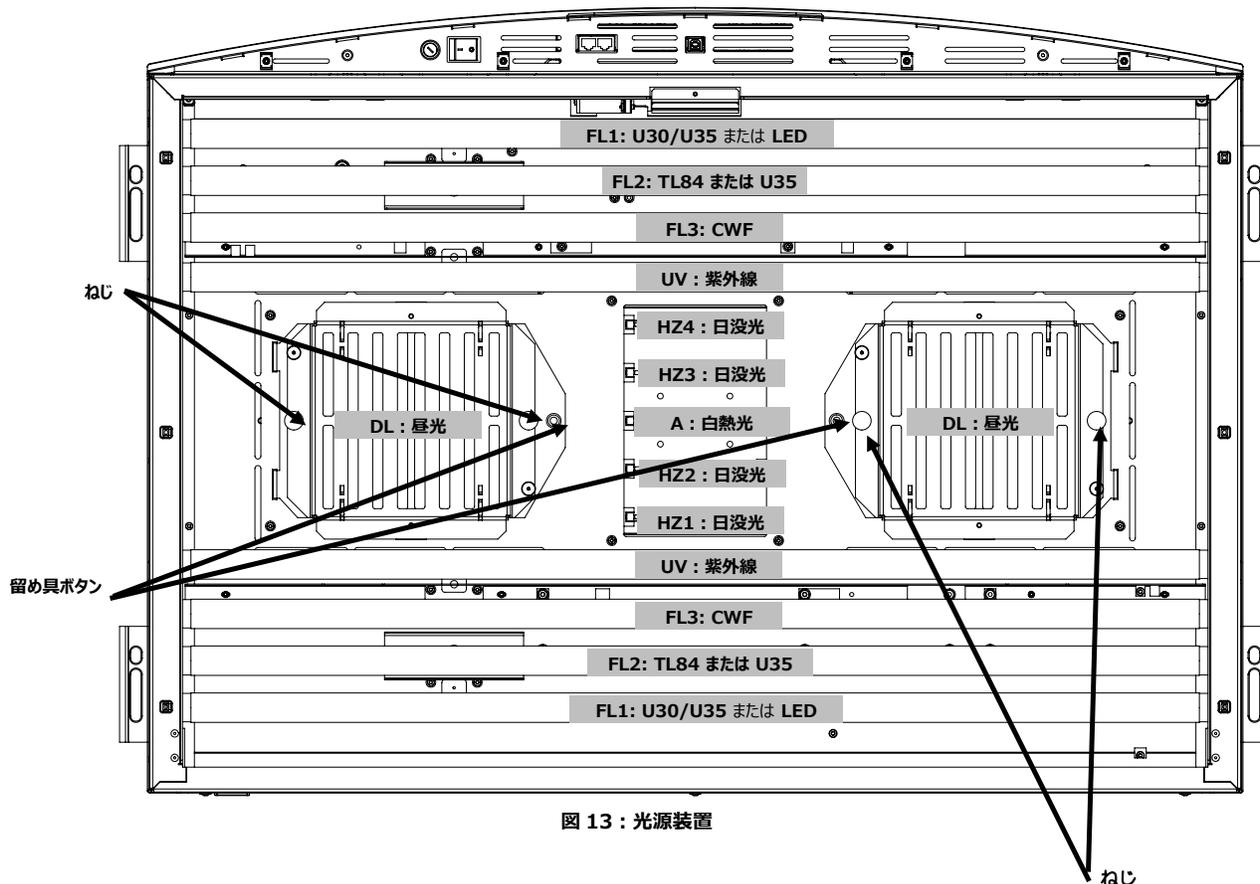 FL1: U30/U35 または LED
FL2: TL84 または U35
FL3: CWF
UV：紫外線
ねじ
HZ4：日没光
HZ3：日没光
DL：昼光
A：白熱光
DL：昼光
HZ2：日没光
HZ1：日没光
UV：紫外線
留め具ボタン
FL3: CWF
FL2: TL84 または U35
FL1: U30/U35 または LED
図 13：光源装置
ねじ